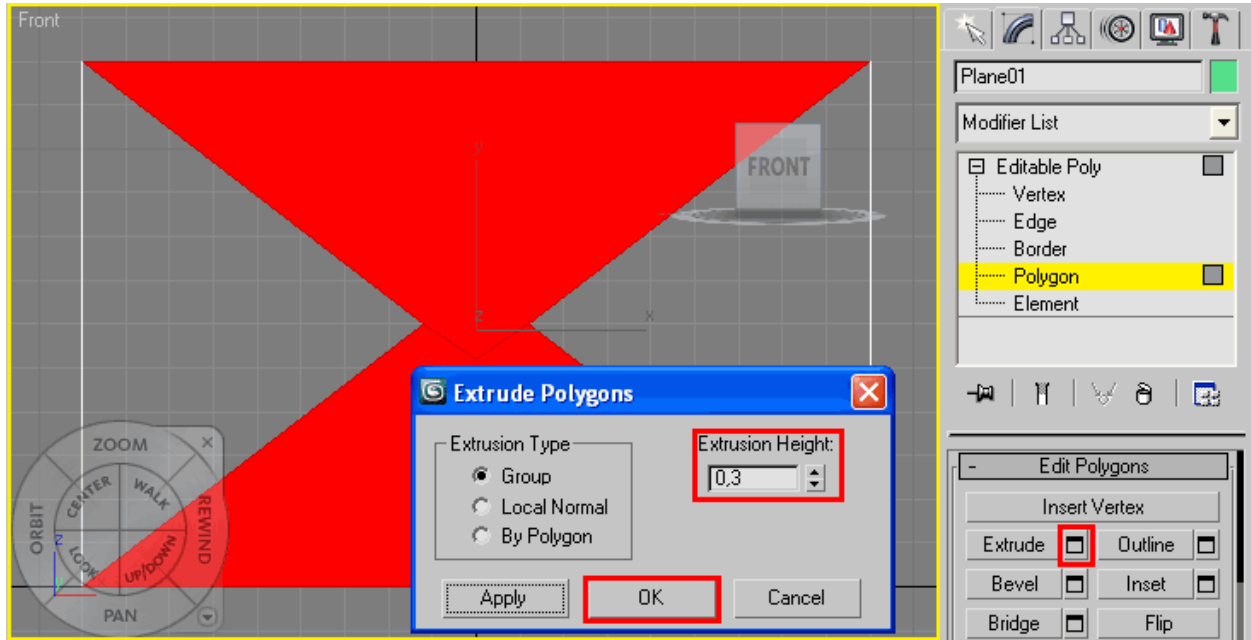 Front
y
FRONT
z
x
ZOOM
ORBIT
CENTER
WALK
REWIND
LOOK
UP/DOWN
PAN
z
y
Extrude Polygons
Extrusion Type
Group
Local Normal
By Polygon
Extrusion Height:
0,3
Apply
OK
Cancel
Plane01
Modifier List
Editable Poly
Vertex
Edge
Border
Polygon
Element
- Edit Polygons
Insert Vertex
Extrude
Outline
Bevel
Inset
Bridge
Flip